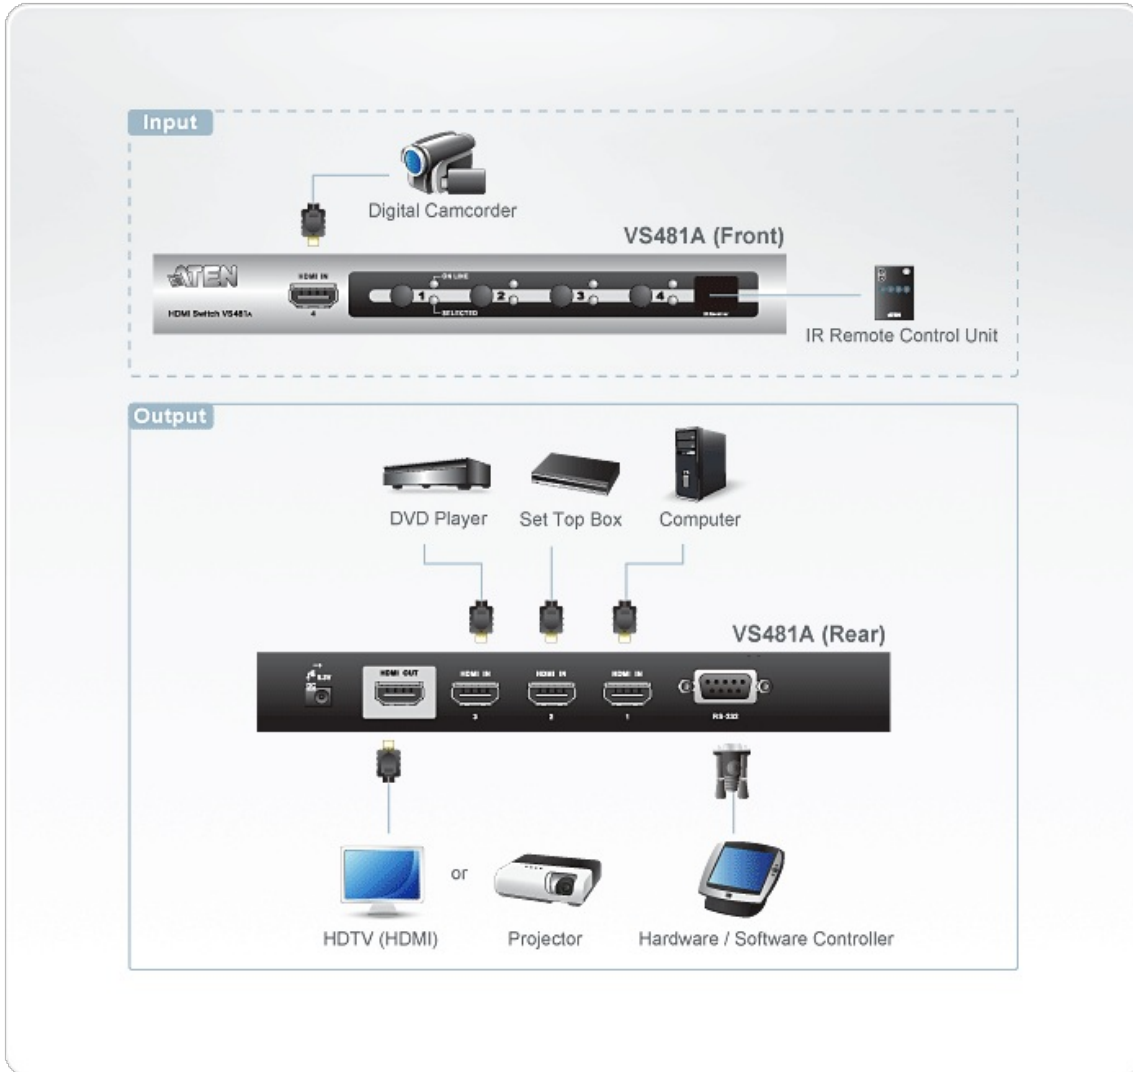 Input
Digital Camcorder
VS481A (Front)
ATEN
HDMI Switch VS481A
HDMI IN
4
ON LINE
1 2 3 4
SELECTED
IR Remote Control Unit
Output
DVD Player
Set Top Box
Computer
VS481A (Rear)
HDMI OUT
HDMI IN
HDMI IN
HDMI IN
3
2
1
RS-232
HDTV (HDMI)
or
Projector
Hardware / Software Controller